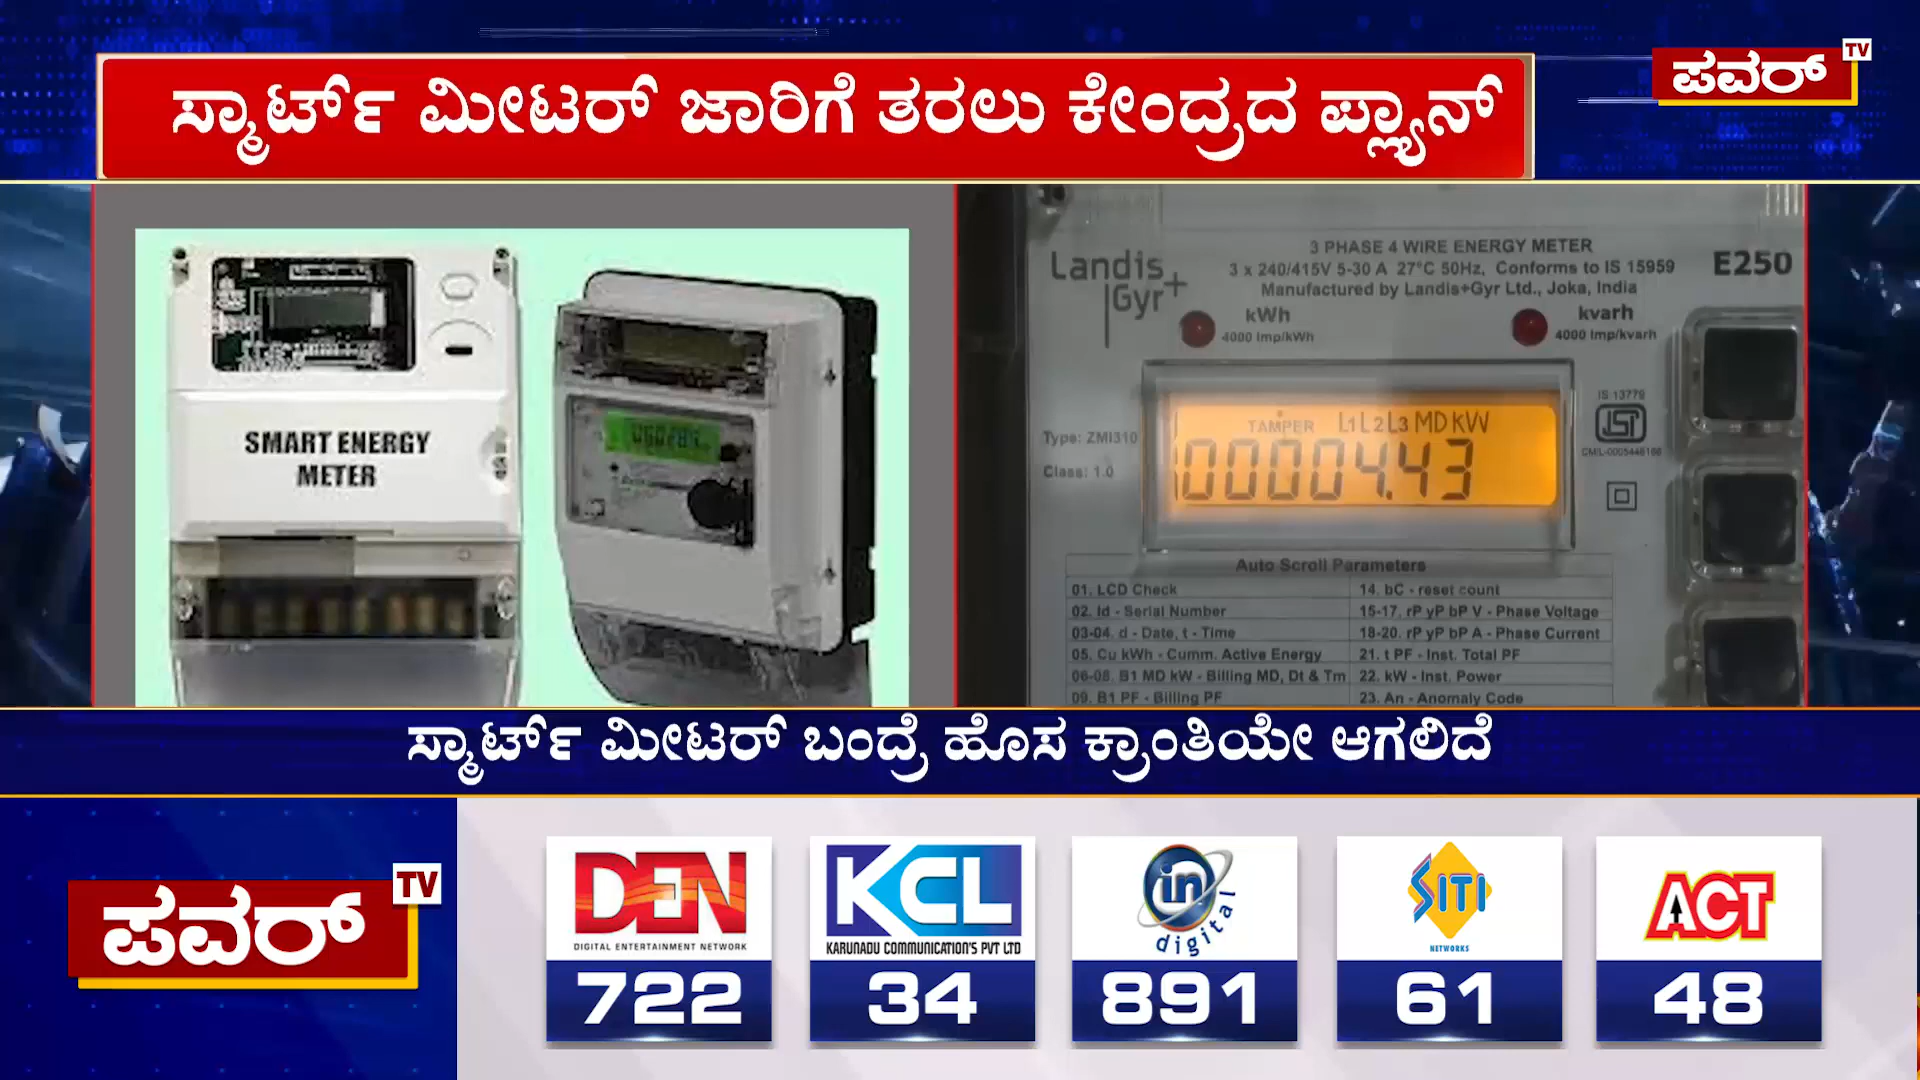 ಸ್ಮಾರ್ಟ್ ಮೀಟರ್ ಜಾರಿಗೆ ತರಲು ಕೇಂದ್ರದ ಪ್ಲ್ಯಾನ್
ಪವರ್ TV
SMART ENERGY
METER
Landis
Gyr+
3 PHASE 4 WIRE ENERGY METER
3 x 240/415V 5-30 A 27°C 50Hz, Conforms to IS 15959
Manufactured by Landis+Gyr Ltd., Joka, India
E250
kWh
4000 Imp/kWh
kvarh
4000 Imp/kvarh
IS 13779
Type: ZMI310
Class: 1.0
TAMPER L1 L2 L3 MD KW
00004.43
Auto Scroll Parameters
01. LCD Check
02. Id - Serial Number
03-04. d - Date, t - Time
05. Cu kWh - Cumm. Active Energy
06-08. B1 MD kW - Billing MD, Dt & Tm
09. B1 PF - Billing PF
14. bC - reset count
15-17. rP yP bP V - Phase Voltage
18-20. rP yP bP A - Phase Current
21. t PF - Inst. Total PF
22. kW - Inst. Power
23. An - Anomaly Code
ಸ್ಮಾರ್ಟ್ ಮೀಟರ್ ಬಂದ್ರೆ ಹೊಸ ಕ್ರಾಂತಿಯೇ ಆಗಲಿದೆ
ಪವರ್ TV
DEN
DIGITAL ENTERTAINMENT NETWORK
722
KCL
KARUNADU COMMUNICATION'S PVT LTD
34
in
digital
891
SITI
NETWORKS
61
ACT
48